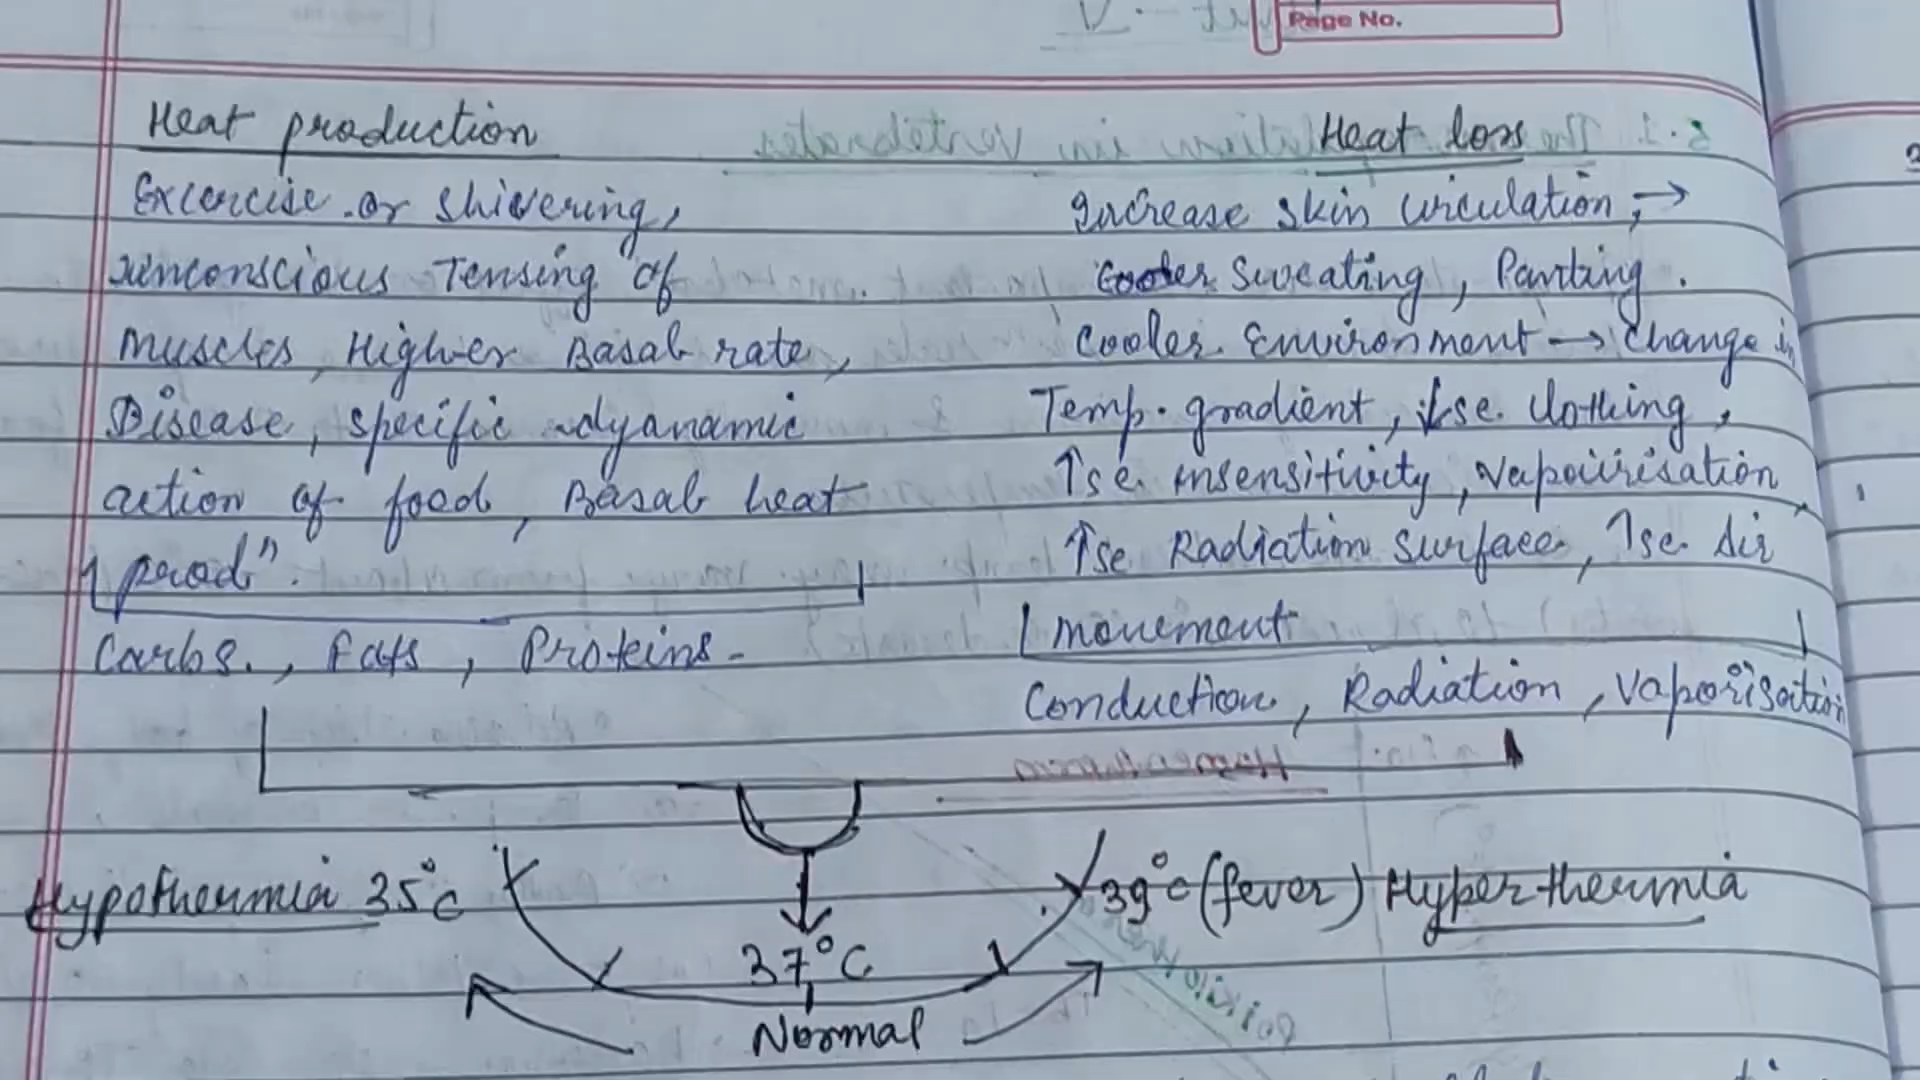 Page No.
Heat production
Excercise or shivering,
unconscious Tensing of
muscles, Higher Basal rate,
Disease, specific dyanamic
action of food, Basal heat
prodⁿ.
Carbs., Fats, Proteins.
Heat loss
Increase skin circulation, →
Sweating, Panting.
Cooler Environment → Change in
Temp. gradient, ↓se. clothing,
↑se. insensitivity, vapourisation,
↑se Radiation surface, ↑se. Air
movement
Conduction, Radiation, Vaporisation
Hypothermia 35°C
39°C (fever) Hyperthermia
37°C
Normal